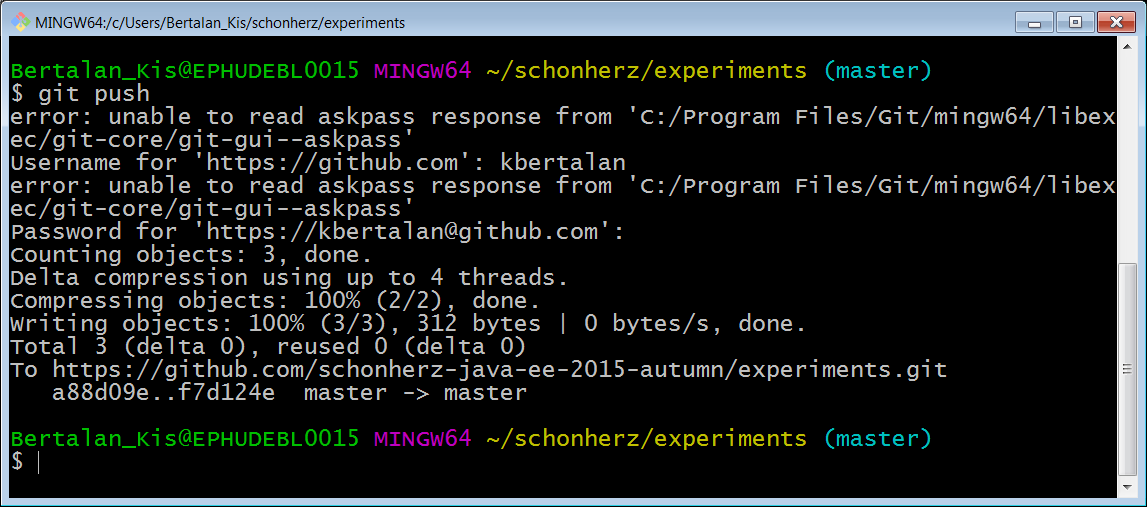 MINGW64:/c/Users/Bertalan_Kis/schonherz/experiments
Bertalan_Kis@EPHUDEBL0015 MINGW64 ~/schonherz/experiments (master)
$ git push
error: unable to read askpass response from 'C:/Program Files/Git/mingw64/libex
ec/git-core/git-gui--askpass'
Username for 'https://github.com': kbertalan
error: unable to read askpass response from 'C:/Program Files/Git/mingw64/libex
ec/git-core/git-gui--askpass'
Password for 'https://kbertalan@github.com':
Counting objects: 3, done.
Delta compression using up to 4 threads.
Compressing objects: 100% (2/2), done.
Writing objects: 100% (3/3), 312 bytes | 0 bytes/s, done.
Total 3 (delta 0), reused 0 (delta 0)
To https://github.com/schonherz-java-ee-2015-autumn/experiments.git
   a88d09e..f7d124e  master -> master
Bertalan_Kis@EPHUDEBL0015 MINGW64 ~/schonherz/experiments (master)
$